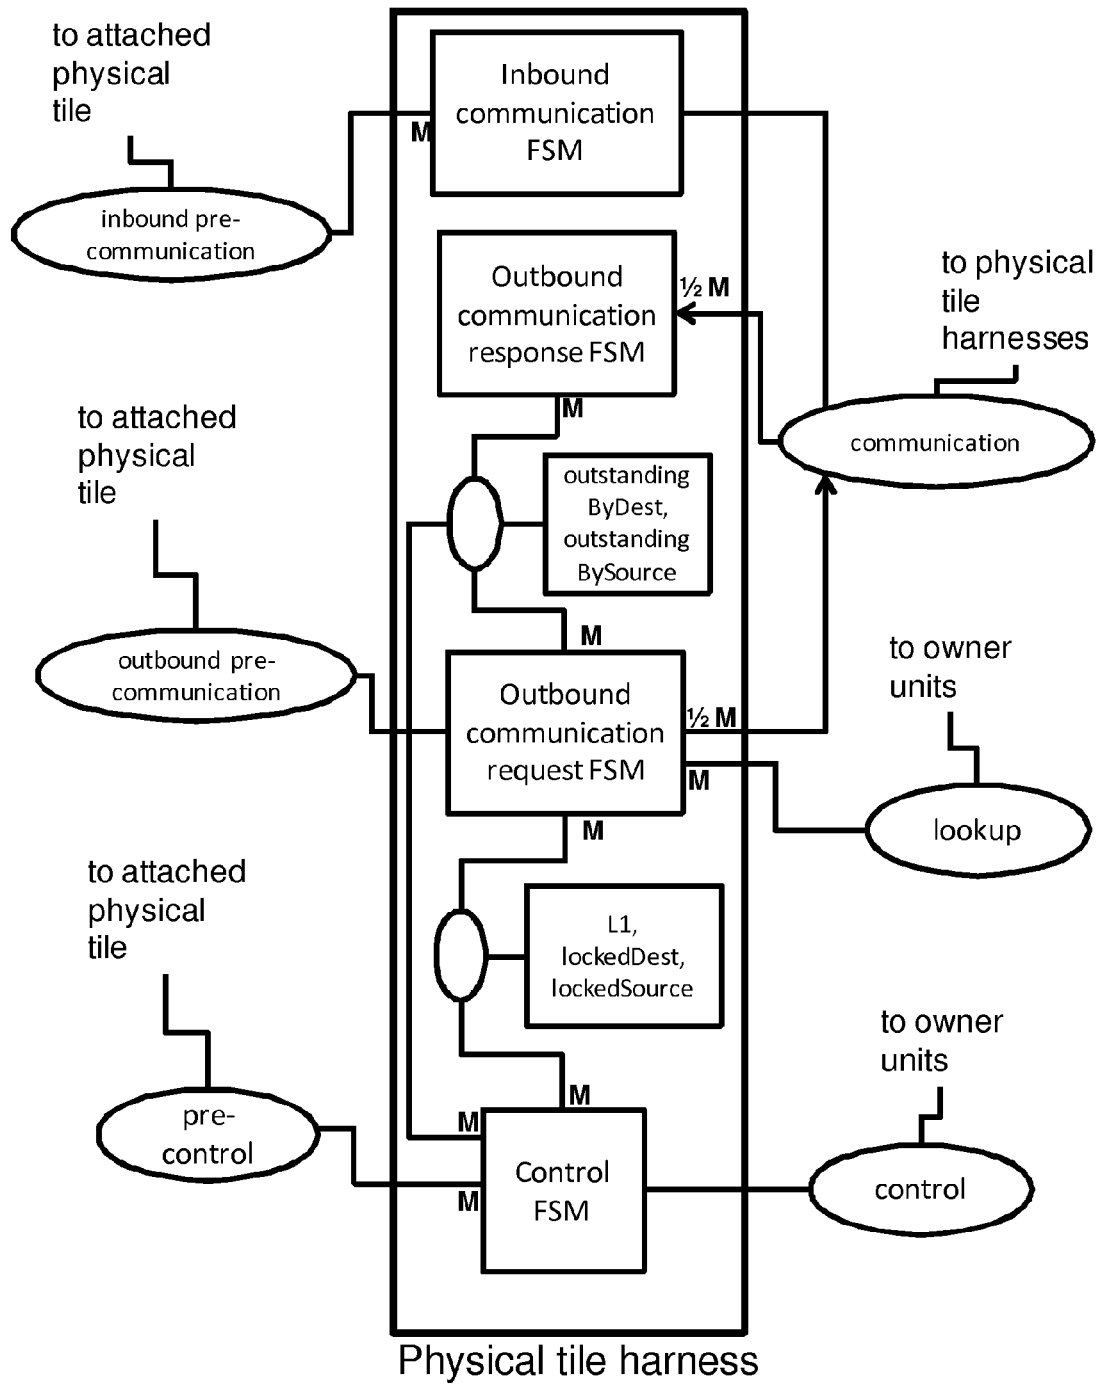 to attached
physical
tile
Inbound
communication
FSM
M
inbound pre-
communication
Outbound
communication
response FSM
½ M
to physical
tile
harnesses
M
communication
to attached
physical
tile
outstanding
ByDest,
outstanding
BySource
M
outbound pre-
communication
Outbound
communication
request FSM
½ M
M
to owner
units
lookup
M
to attached
physical
tile
L1,
lockedDest,
lockedSource
to owner
units
M
M
pre-
control
M
Control
FSM
control
Physical tile harness